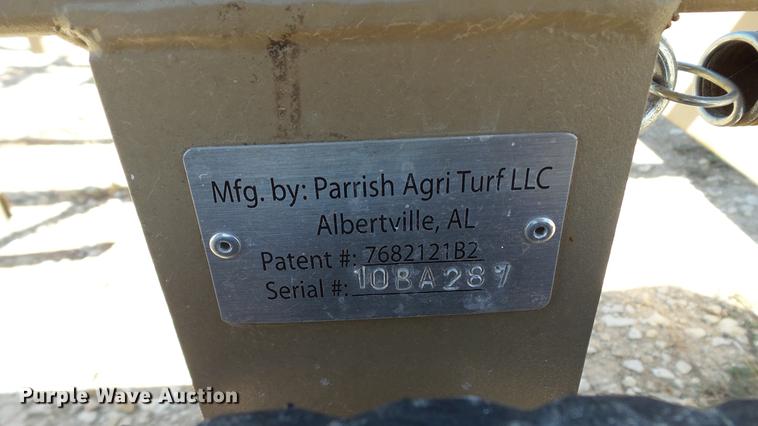 Mfg. by: Parrish Agri Turf LLC
Albertville, AL
Patent #: 7682121B2
Serial #: 10BA287
Purple Wave Auction